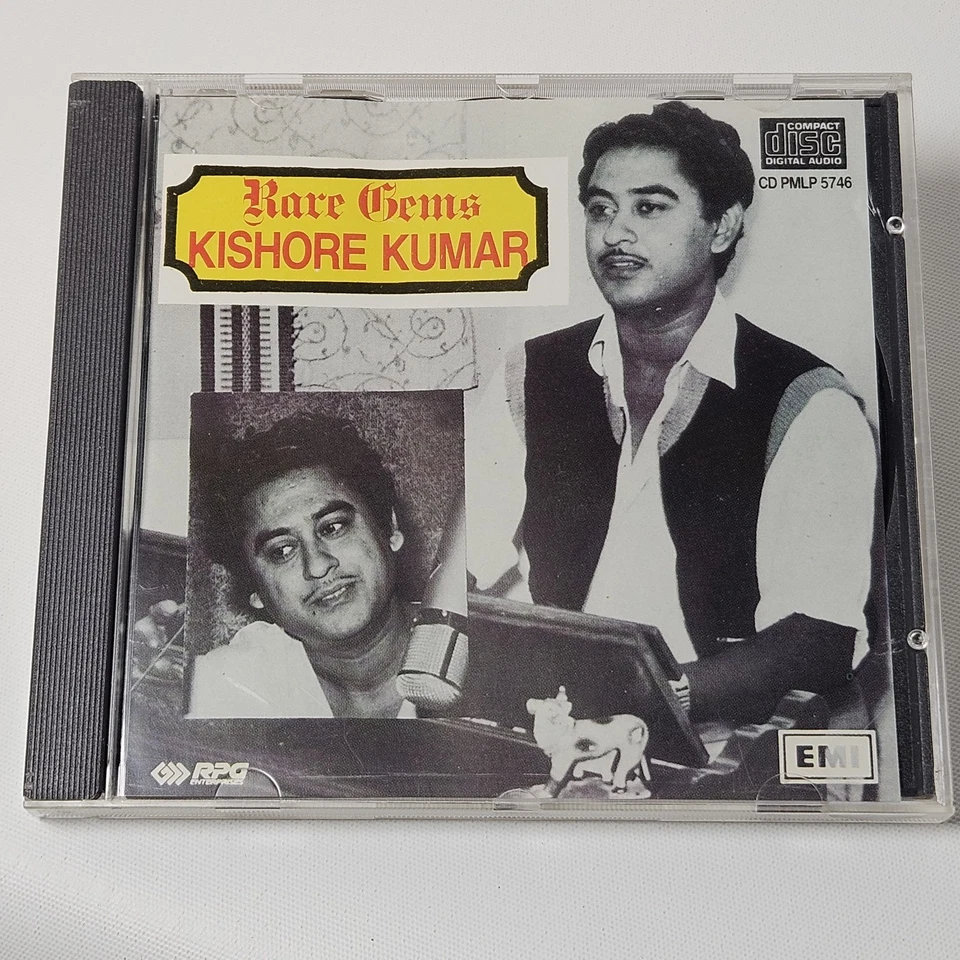 Rare Gems
KISHORE KUMAR
COMPACT
disc
DIGITAL AUDIO
CD PMLP 5746
RPG
ENTERPRISES
EMI